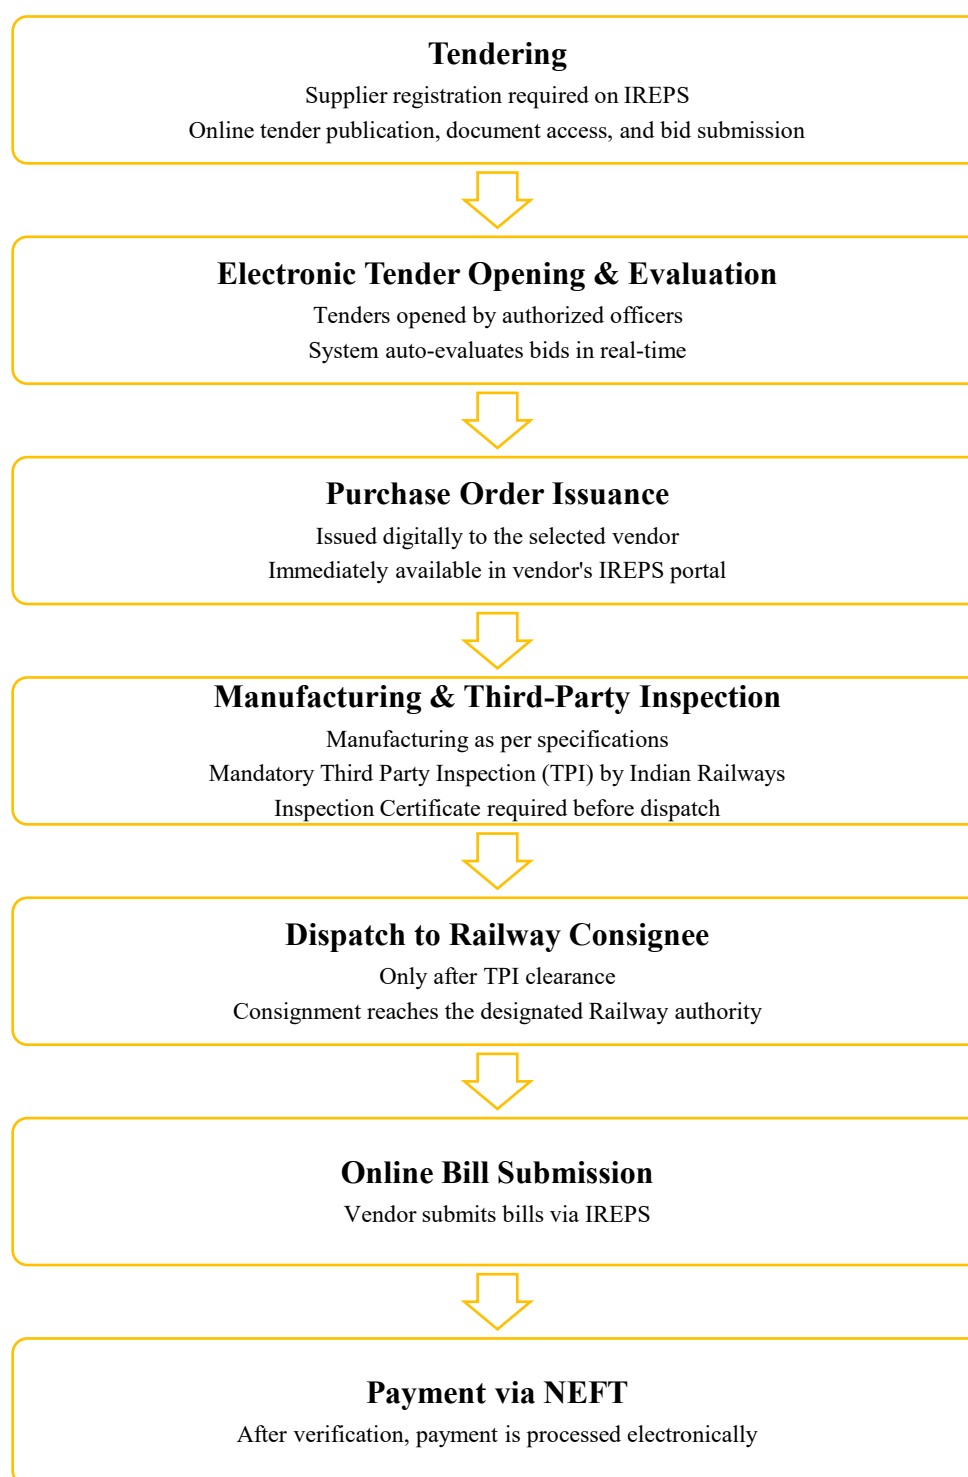 Tendering
Supplier registration required on IREPS
Online tender publication, document access, and bid submission
Electronic Tender Opening & Evaluation
Tenders opened by authorized officers
System auto-evaluates bids in real-time
Purchase Order Issuance
Issued digitally to the selected vendor
Immediately available in vendor's IREPS portal
Manufacturing & Third-Party Inspection
Manufacturing as per specifications
Mandatory Third Party Inspection (TPI) by Indian Railways
Inspection Certificate required before dispatch
Dispatch to Railway Consignee
Only after TPI clearance
Consignment reaches the designated Railway authority
Online Bill Submission
Vendor submits bills via IREPS
Payment via NEFT
After verification, payment is processed electronically